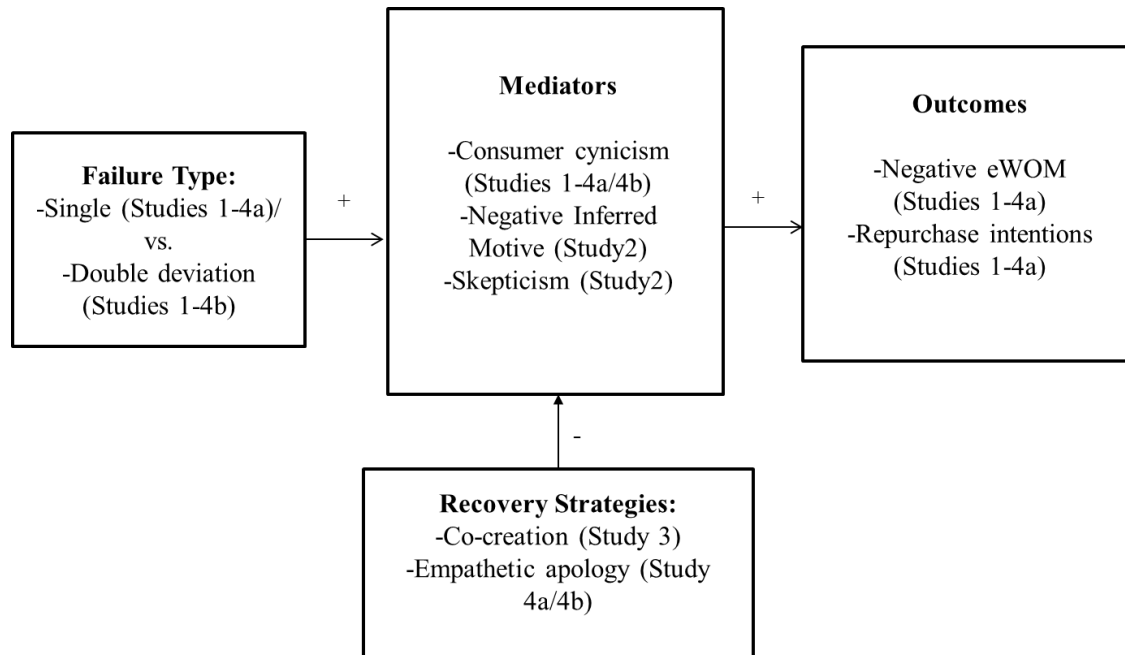 Failure Type:
-Single (Studies 1-4a)/
vs.
-Double deviation
(Studies 1-4b)
+
Mediators
-Consumer cynicism
(Studies 1-4a/4b)
-Negative Inferred
Motive (Study2)
-Skepticism (Study2)
+
Outcomes
-Negative eWOM
(Studies 1-4a)
-Repurchase intentions
(Studies 1-4a)
-
Recovery Strategies:
-Co-creation (Study 3)
-Empathetic apology (Study
4a/4b)